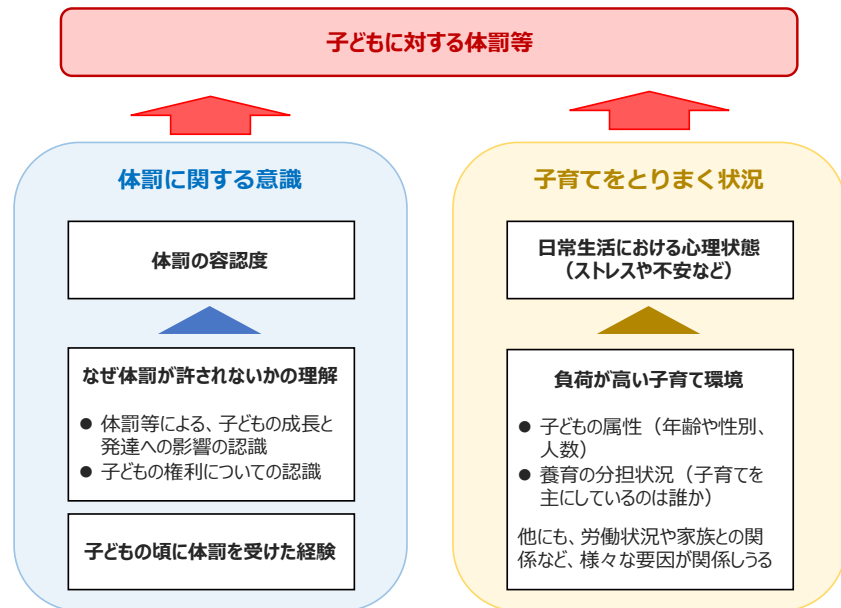 子どもに対する体罰等
体罰に関する意識
体罰の容認度
なぜ体罰が許されないかの理解
● 体罰等による、子どもの成長と
発達への影響の認識
● 子どもの権利についての認識
子どもの頃に体罰を受けた経験
子育てをとりまく状況
日常生活における心理状態
（ストレスや不安など）
負荷が高い子育て環境
● 子どもの属性（年齢や性別、
人数）
● 養育の分担状況（子育てを
主にしているのは誰か）
他にも、労働状況や家族との関
係など、様々な要因が関係しうる